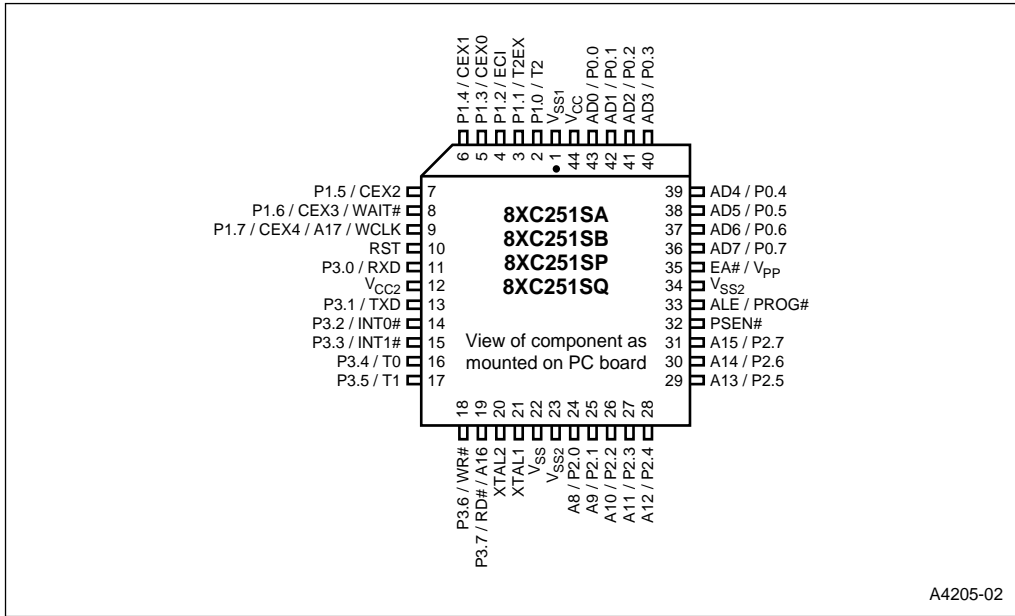 P1.4 / CEX1
P1.3 / CEX0
P1.2 / ECI
P1.1 / T2EX
P1.0 / T2
VSS1
VCC
AD0 / P0.0
AD1 / P0.1
AD2 / P0.2
AD3 / P0.3
6
5
4
3
2
1
44
43
42
41
40
P1.5 / CEX2 7
P1.6 / CEX3 / WAIT# 8
P1.7 / CEX4 / A17 / WCLK 9
RST 10
P3.0 / RXD 11
VCC2 12
P3.1 / TXD 13
P3.2 / INT0# 14
P3.3 / INT1# 15
P3.4 / T0 16
P3.5 / T1 17
8XC251SA
8XC251SB
8XC251SP
8XC251SQ
View of component as
mounted on PC board
39 AD4 / P0.4
38 AD5 / P0.5
37 AD6 / P0.6
36 AD7 / P0.7
35 EA# / VPP
34 VSS2
33 ALE / PROG#
32 PSEN#
31 A15 / P2.7
30 A14 / P2.6
29 A13 / P2.5
18
19
20
21
22
23
24
25
26
27
28
P3.6 / WR#
P3.7 / RD# / A16
XTAL2
XTAL1
VSS
VSS2
A8 / P2.0
A9 / P2.1
A10 / P2.2
A11 / P2.3
A12 / P2.4
A4205-02